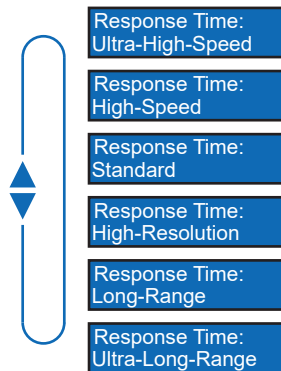 Response Time:
Ultra-High-Speed
Response Time:
High-Speed
Response Time:
Standard
Response Time:
High-Resolution
Response Time:
Long-Range
Response Time:
Ultra-Long-Range